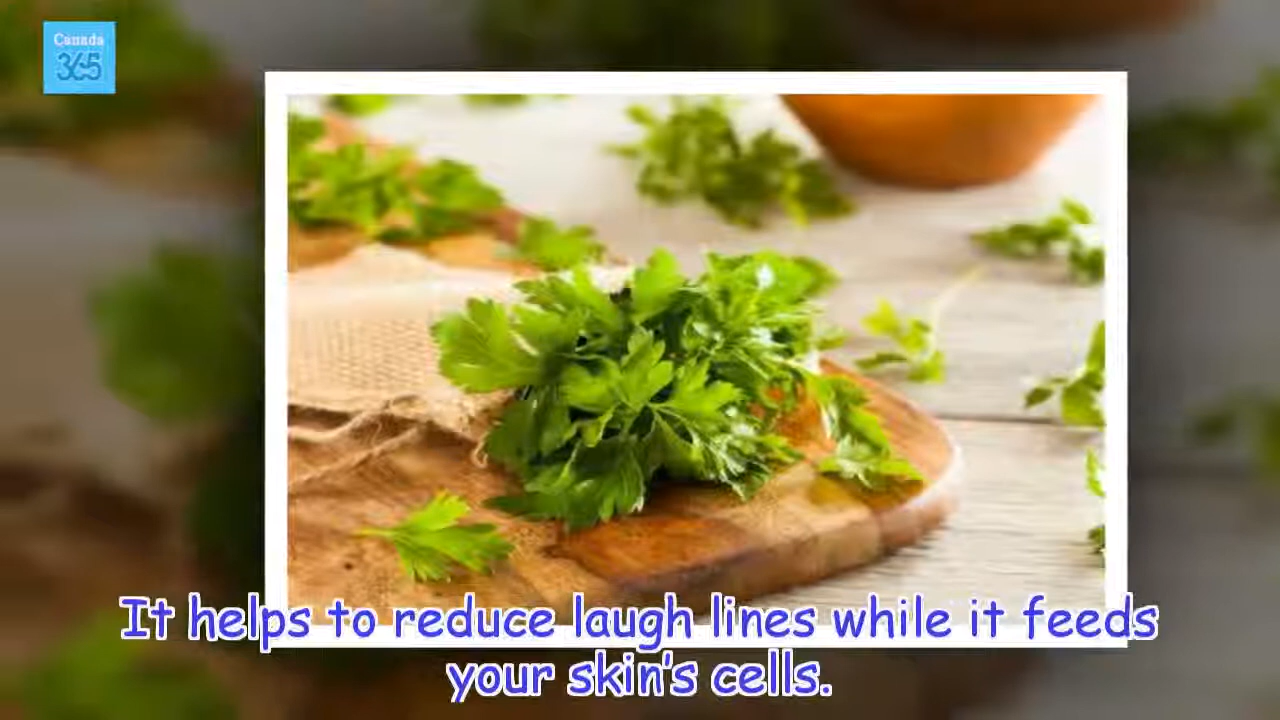 Canada
365
It helps to reduce laugh lines while it feeds
your skin's cells.